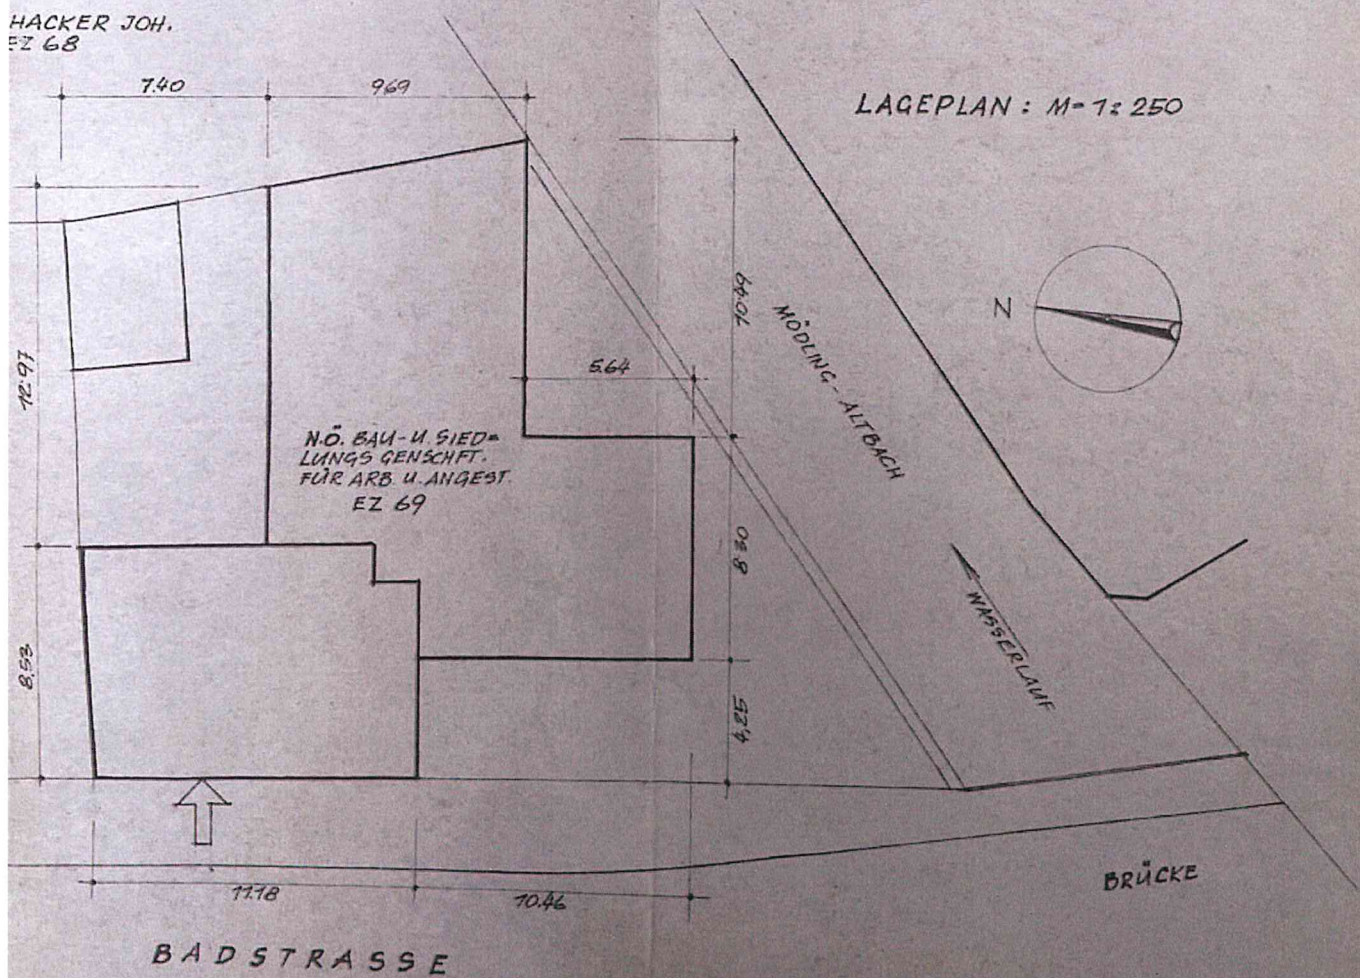 HACKER JOH.
EZ 68
7.40
9.69
LAGEPLAN : M = 1 : 250
N
12.97
10.49
5.64
MÖDLING - ALTBACH
N.Ö. BAU - U. SIED=
LUNGS GENSCHFT.
FÜR ARB. U. ANGEST.
EZ 69
8.30
WASSERLAUF
8.53
4,25
11.18
10.46
BRÜCKE
BADSTRASSE